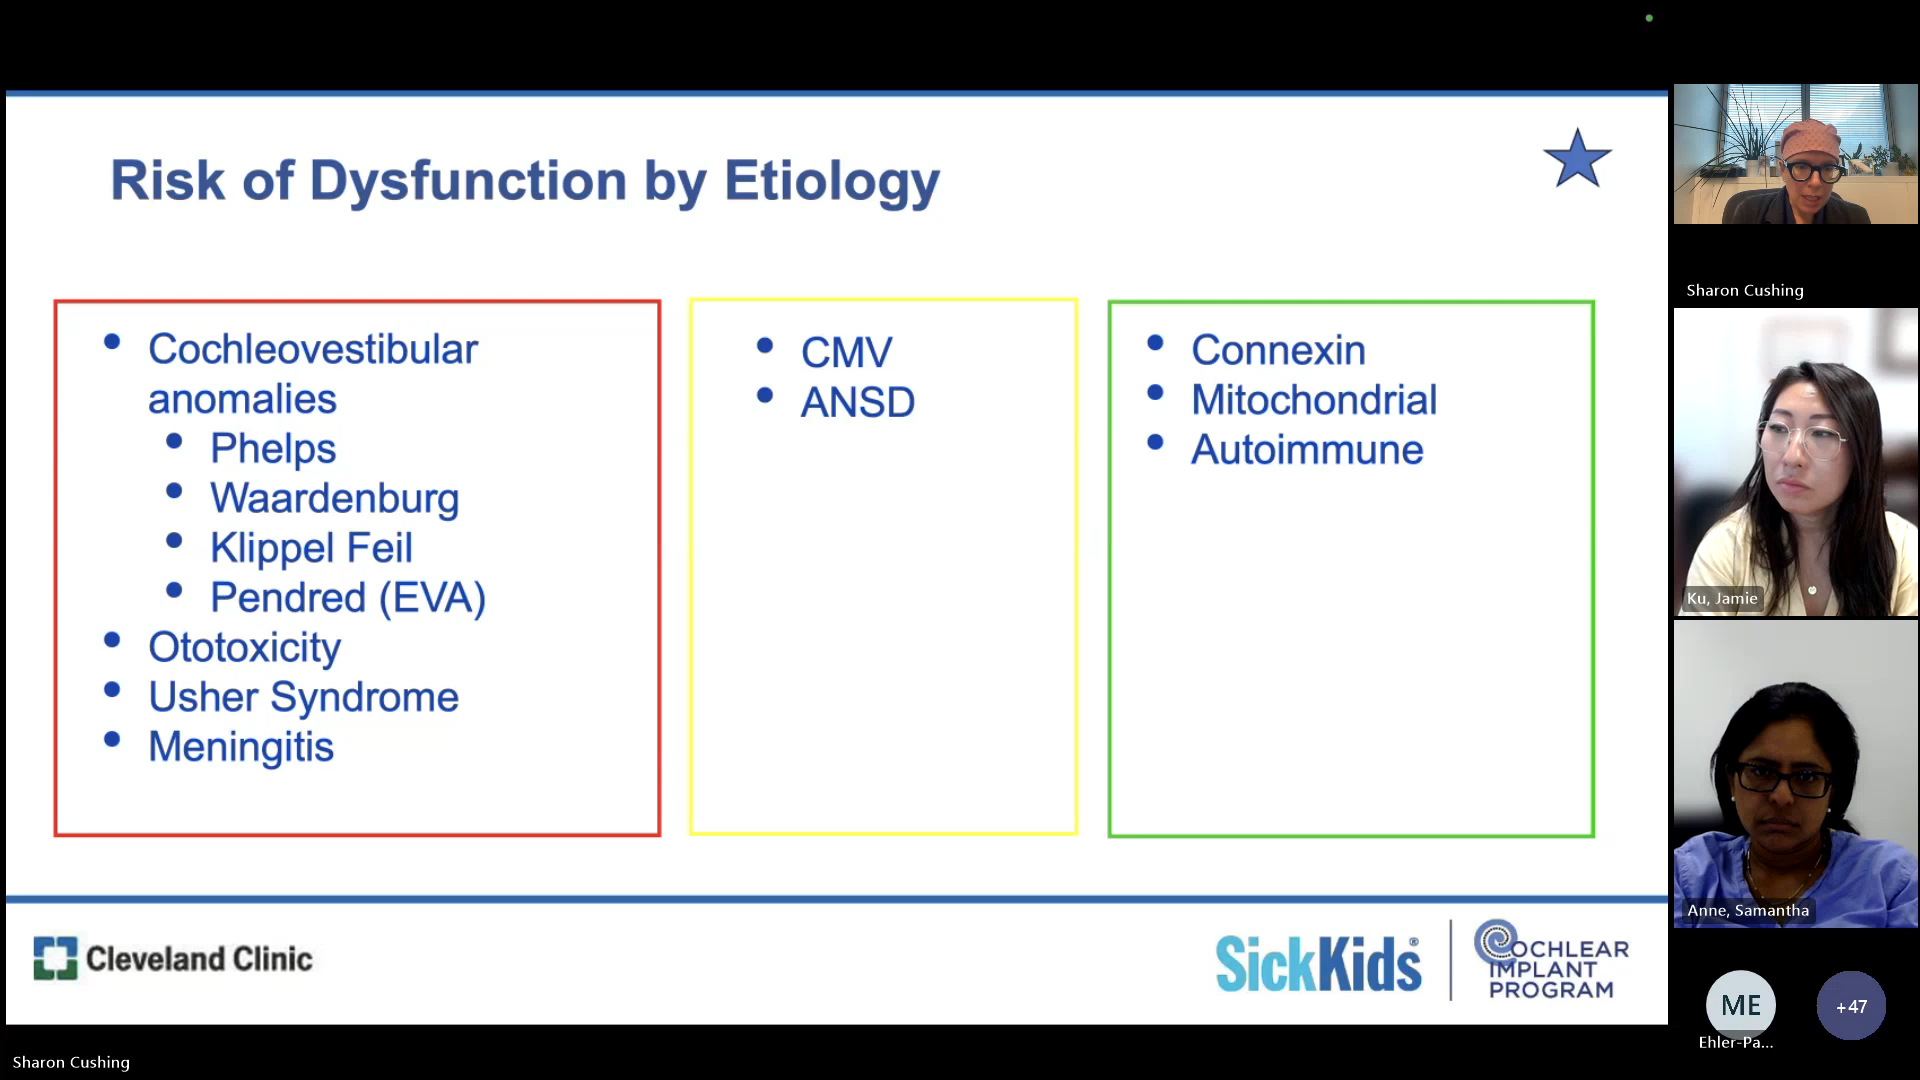 Risk of Dysfunction by Etiology
Cochleovestibular
anomalies
Phelps
Waardenburg
Klippel Feil
Pendred (EVA)
Ototoxicity
Usher Syndrome
Meningitis
CMV
ANSD
Connexin
Mitochondrial
Autoimmune
Cleveland Clinic
SickKids®
COCHLEAR
IMPLANT
PROGRAM
Sharon Cushing
Sharon Cushing
Ku, Jamie
Anne, Samantha
ME
Ehler-Pa...
+47